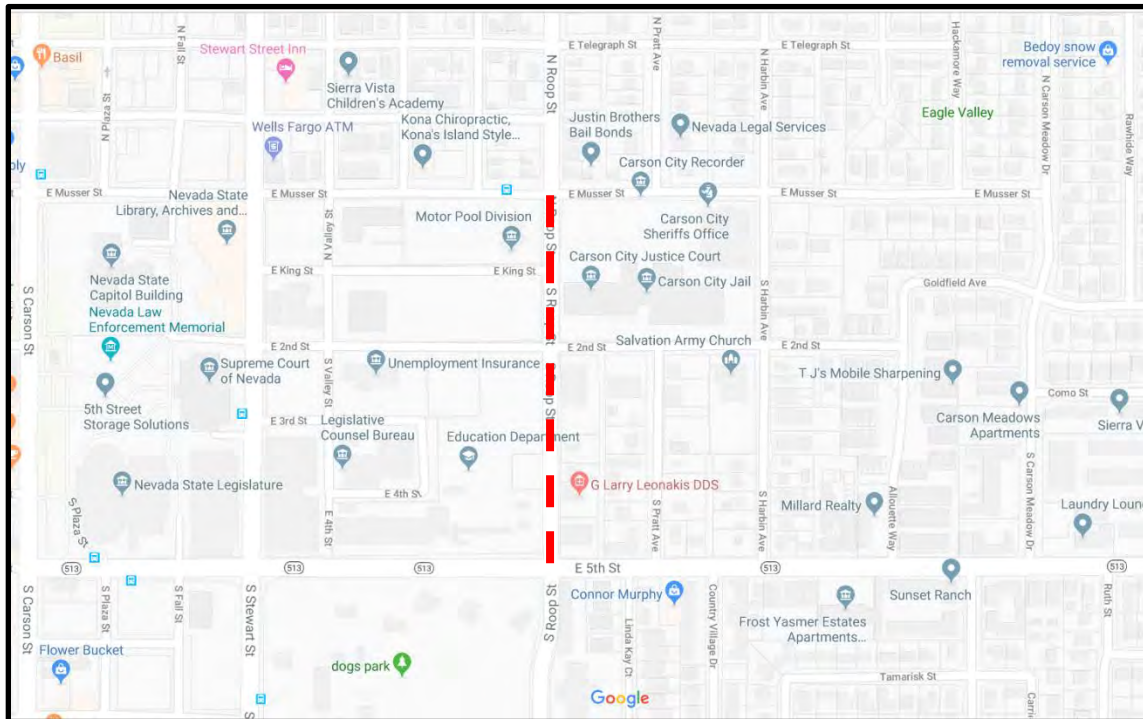 E Telegraph St
E Telegraph St
Basil
Stewart Street Inn
Sierra Vista
Children's Academy
N Fall St
N Plaza St
N Roop St
N Pratt Ave
N Harbin Ave
Hackamore Way
Bedoy snow
removal service
N Carson Meadow Dr
Rawhide Way
Eagle Valley
Wells Fargo ATM
Kona Chiropractic,
Kona's Island Style...
Justin Brothers
Bail Bonds
Nevada Legal Services
Carson City Recorder
ply
E Musser St
E Musser St
E Musser St
E Musser St
E Musser St
Nevada State
Library, Archives and...
N Valley St
Motor Pool Division
Carson City
Sheriffs Office
Nevada State
Capitol Building
E King St
E King St
Carson City Justice Court
Carson City Jail
Goldfield Ave
S Carson St
Nevada Law
Enforcement Memorial
S Harbin Ave
E 2nd St
E 2nd St
E 2nd St
Salvation Army Church
Supreme Court
of Nevada
Unemployment Insurance
S Valley St
T J's Mobile Sharpening
Como St
5th Street
Storage Solutions
E 3rd St
Legislative
Counsel Bureau
Education Department
Carson Meadows
Apartments
Sierra V
Nevada State Legislature
E 4th St
E 4th St
G Larry Leonakis DDS
S Pratt Ave
S Harbin Ave
Millard Realty
Allouette Way
S Carson Meadow Dr
Laundry Loun
S Plaza St
513
513
513
E 5th St
513
513
S Carson St
S Plaza St
S Fall St
S Stewart St
S Roop St
Connor Murphy
Linda Kay Ct
Country Village Dr
Frost Yasmer Estates
Apartments...
Sunset Ranch
Ruth St
Flower Bucket
dogs park
Tamarisk St
Google